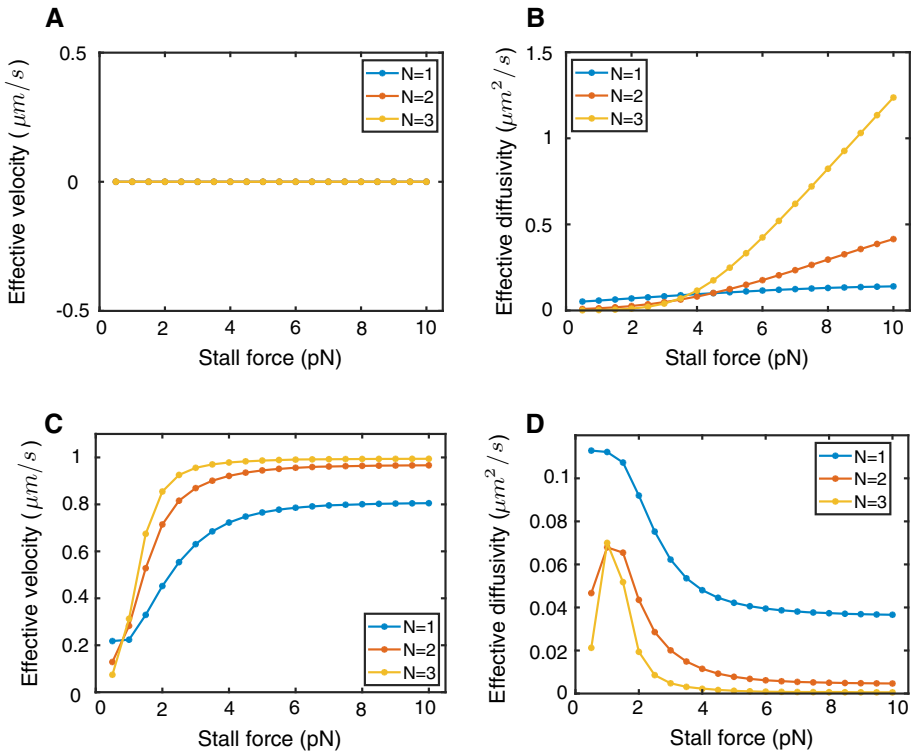 A
Effective velocity ( μm/s)
0.5
0
-0.5
0 2 4 6 8 10
Stall force (pN)
N=1
N=2
N=3
B
Effective diffusivity (μm²/s)
1.5
1
0.5
0
0 2 4 6 8 10
Stall force (pN)
N=1
N=2
N=3
C
Effective velocity ( μm/s)
1
0.8
0.6
0.4
0.2
0
0 2 4 6 8 10
Stall force (pN)
N=1
N=2
N=3
D
Effective diffusivity (μm²/s)
0.1
0.08
0.06
0.04
0.02
0
0 2 4 6 8 10
Stall force (pN)
N=1
N=2
N=3